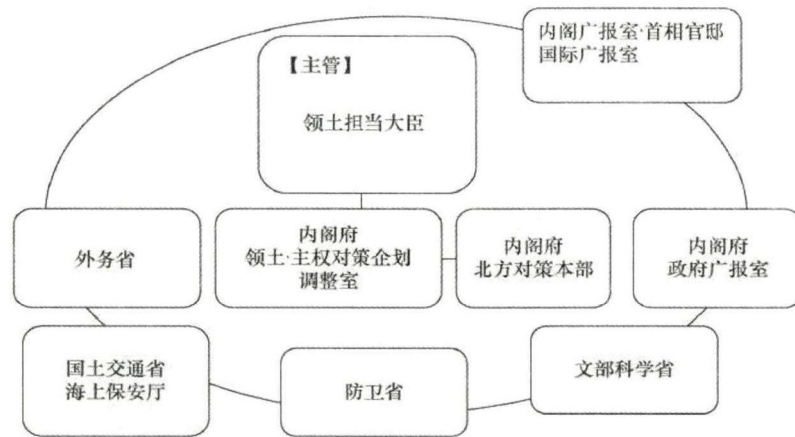 内阁广报室·首相官邸
国际广报室
【主管】
领土担当大臣
外务省
内阁府
领土·主权对策企划
调整室
内阁府
北方对策本部
内阁府
政府广报室
国土交通省
海上保安厅
防卫省
文部科学省